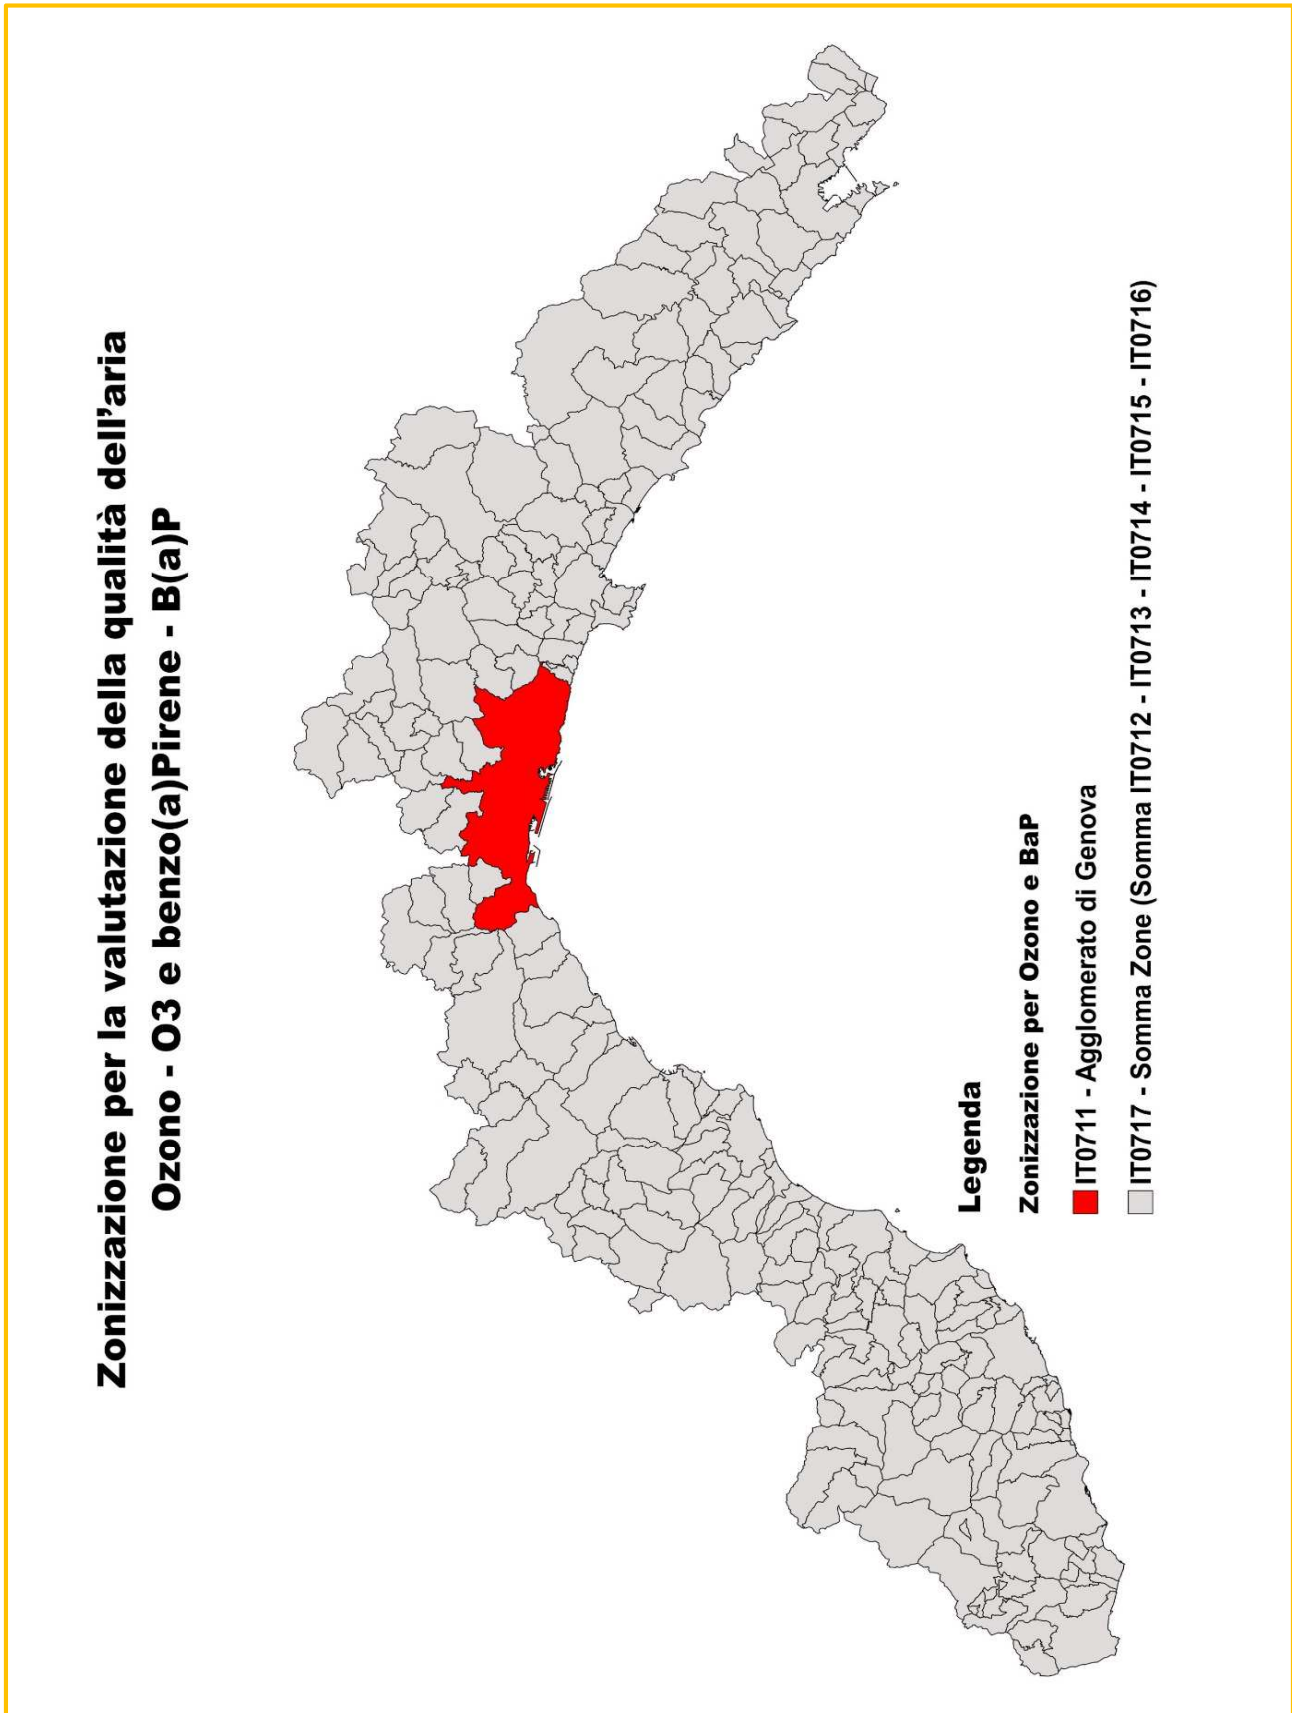 Zonizzazione per la valutazione della qualità dell'aria
Ozono - O3 e benzo(a)Pirene - B(a)P
Legenda
Zonizzazione per Ozono e BaP
IT0711 - Agglomerato di Genova
IT0717 - Somma Zone (Somma IT0712 - IT0713 - IT0714 - IT0715 - IT0716)